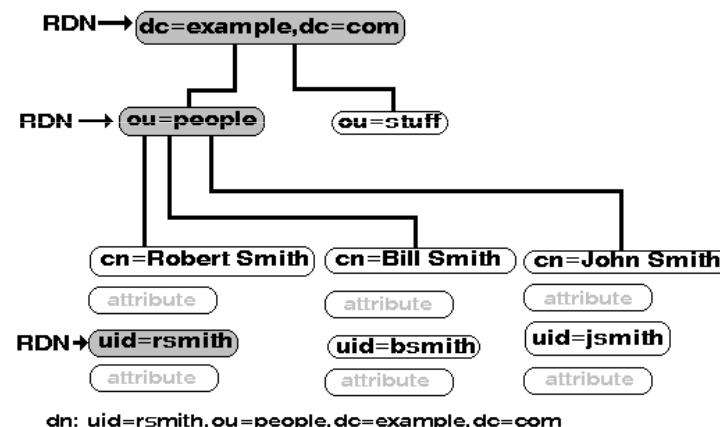 RDN
dc=example,dc=com
RDN
ou=people
ou=stuff
cn=Robert Smith
cn=Bill Smith
cn=John Smith
attribute
attribute
attribute
RDN
uid=rsmith
uid=bsmith
uid=jsmith
attribute
attribute
attribute
dn: uid=rsmith,ou=people,dc=example,dc=com